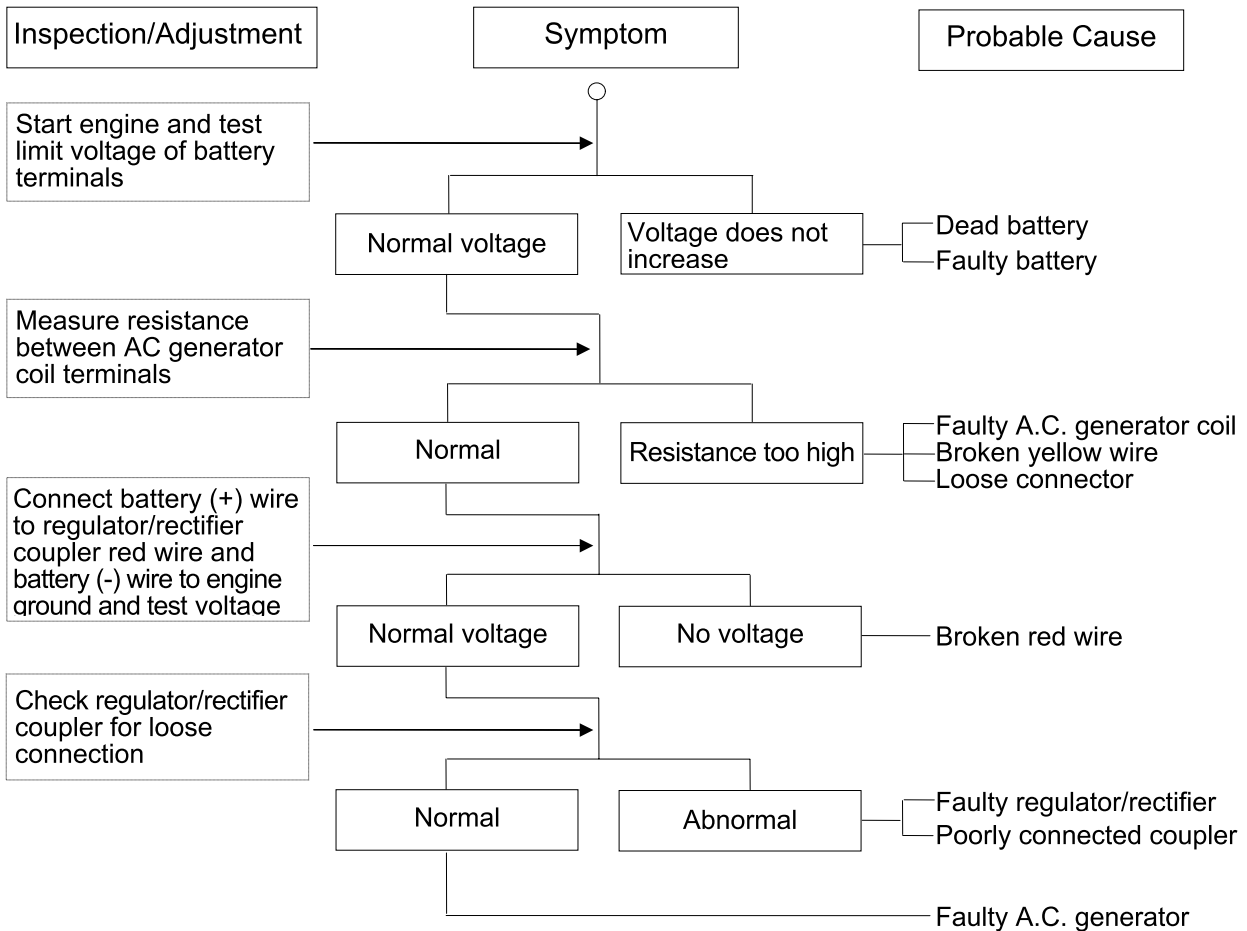 Inspection/Adjustment
Symptom
Probable Cause
Start engine and test
limit voltage of battery
terminals
Normal voltage
Voltage does not
increase
Dead battery
Faulty battery
Measure resistance
between AC generator
coil terminals
Normal
Resistance too high
Faulty A.C. generator coil
Broken yellow wire
Loose connector
Connect battery (+) wire
to regulator/rectifier
coupler red wire and
battery (-) wire to engine
ground and test voltage
Normal voltage
No voltage
Broken red wire
Check regulator/rectifier
coupler for loose
connection
Normal
Abnormal
Faulty regulator/rectifier
Poorly connected coupler
Faulty A.C. generator